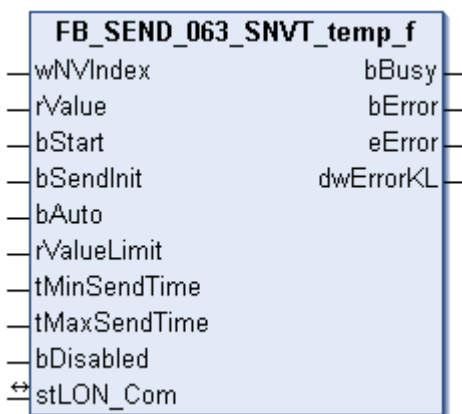 FB_SEND_063_SNVT_temp_f
wNVIndex bBusy
rValue bError
bStart eError
bSendInit dwErrorKL
bAuto
rValueLimit
tMinSendTime
tMaxSendTime
bDisabled
stLON_Com